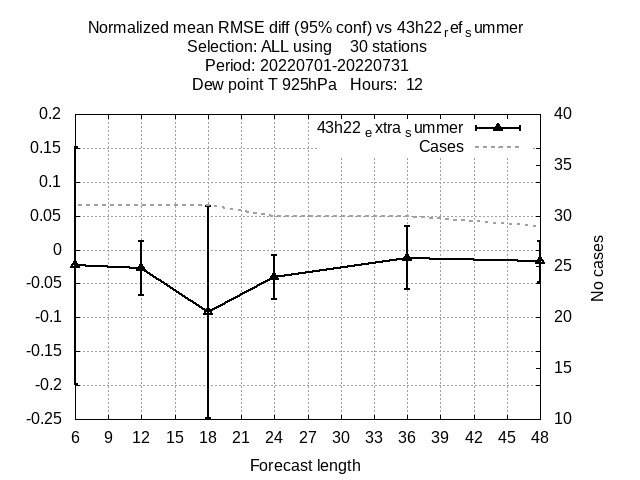 Normalized mean RMSE diff (95% conf) vs 43h22refsummer
Selection: ALL using 30 stations
Period: 20220701-20220731
Dew point T 925hPa Hours: 12
43h22extrasummer
Cases
0.2
0.15
0.1
0.05
0
-0.05
-0.1
-0.15
-0.2
-0.25
40
35
30
25
20
15
10
No cases
6 9 12 15 18 21 24 27 30 33 36 39 42 45 48
Forecast length